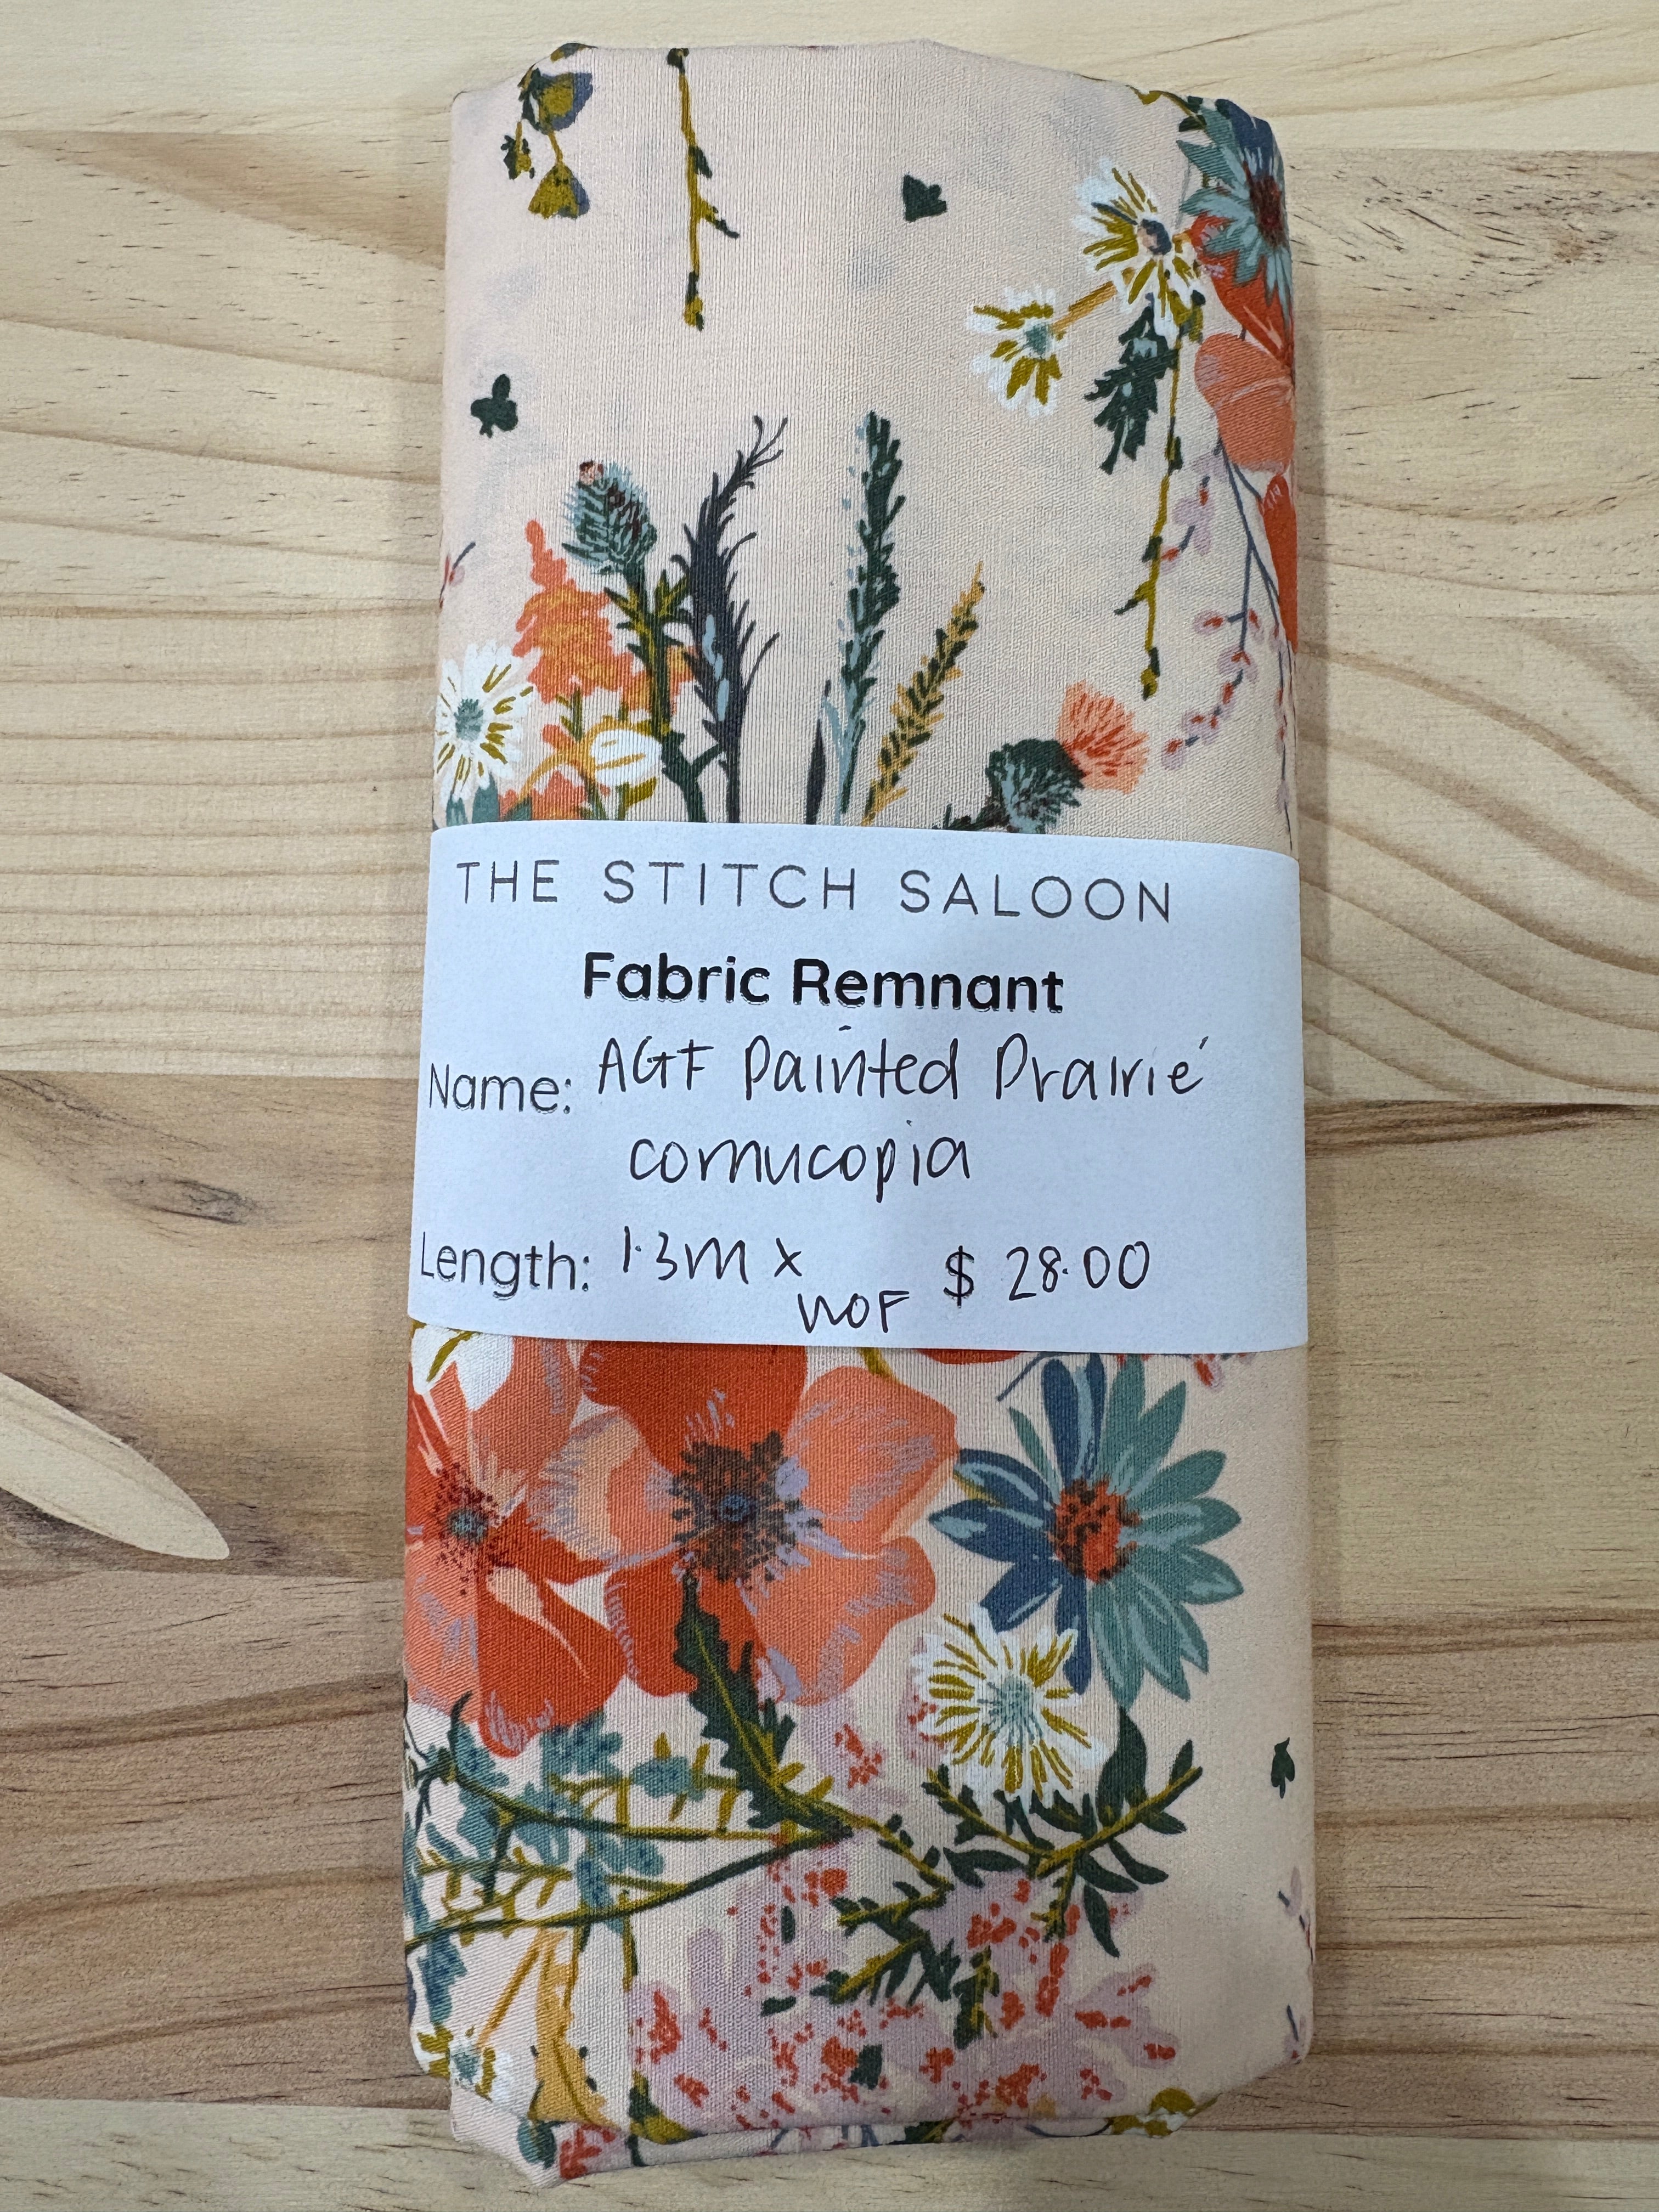 THE STITCH SALOON
Fabric Remnant
Name: AGF Painted Prairie
cornucopia
Length: 1.3m x WOF $ 28.00